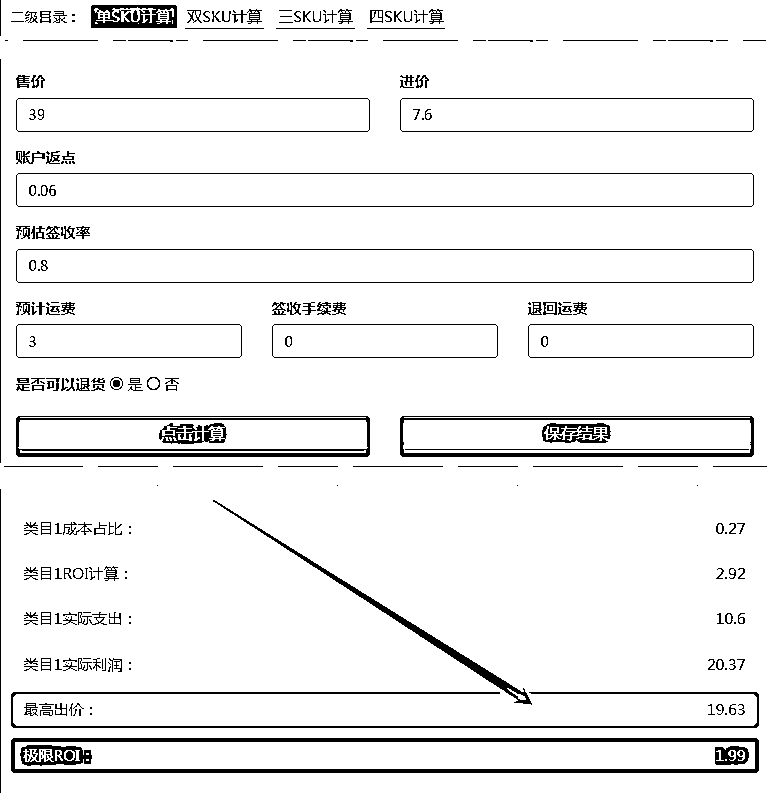 二级目录： 单SKU计算 双SKU计算 三SKU计算 四SKU计算
售价 进价
39 7.6
账户返点
0.06
预估签收率
0.8
预计运费 签收手续费 退回运费
3 0 0
是否可以退货 是 否
点击计算 保存结果
类目1成本占比： 0.27
类目1ROI计算： 2.92
类目1实际支出： 10.6
类目1实际利润： 20.37
最高出价： 19.63
极限ROI： 1.99